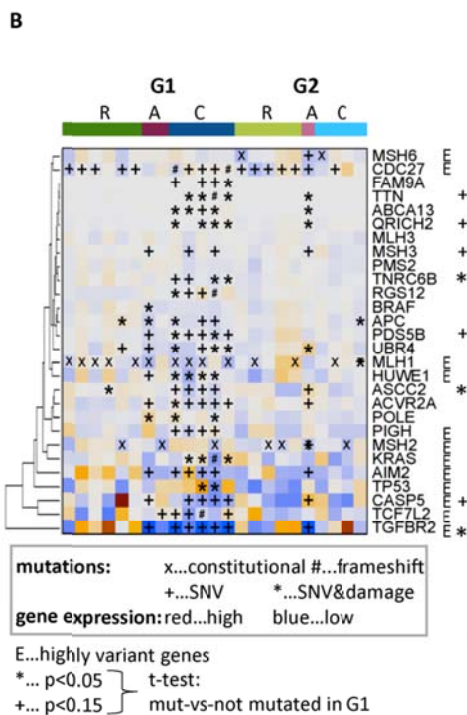 B
G1 G2
R A C R A C
MSH6 E
CDC27 E
FAM9A
TTN +
ABCA13
QRICH2 +
MLH3
MSH3 +
PMS2
TNRC6B *
RGS12
BRAF
APC
PDS5B +
UBR4
MLH1 E
HUWE1 E
ASCC2 *
ACVR2A
POLE
PIGH
MSH2 E
KRAS E
AIM2 E
TP53 E
CASP5 E +
TCF7L2 E
TGFBR2 E *
mutations: x...constitutional #...frameshift
+...SNV *...SNV&damage
gene expression: red...high blue...low
E...highly variant genes
*... p<0.05
+... p<0.15
t-test:
mut-vs-not mutated in G1